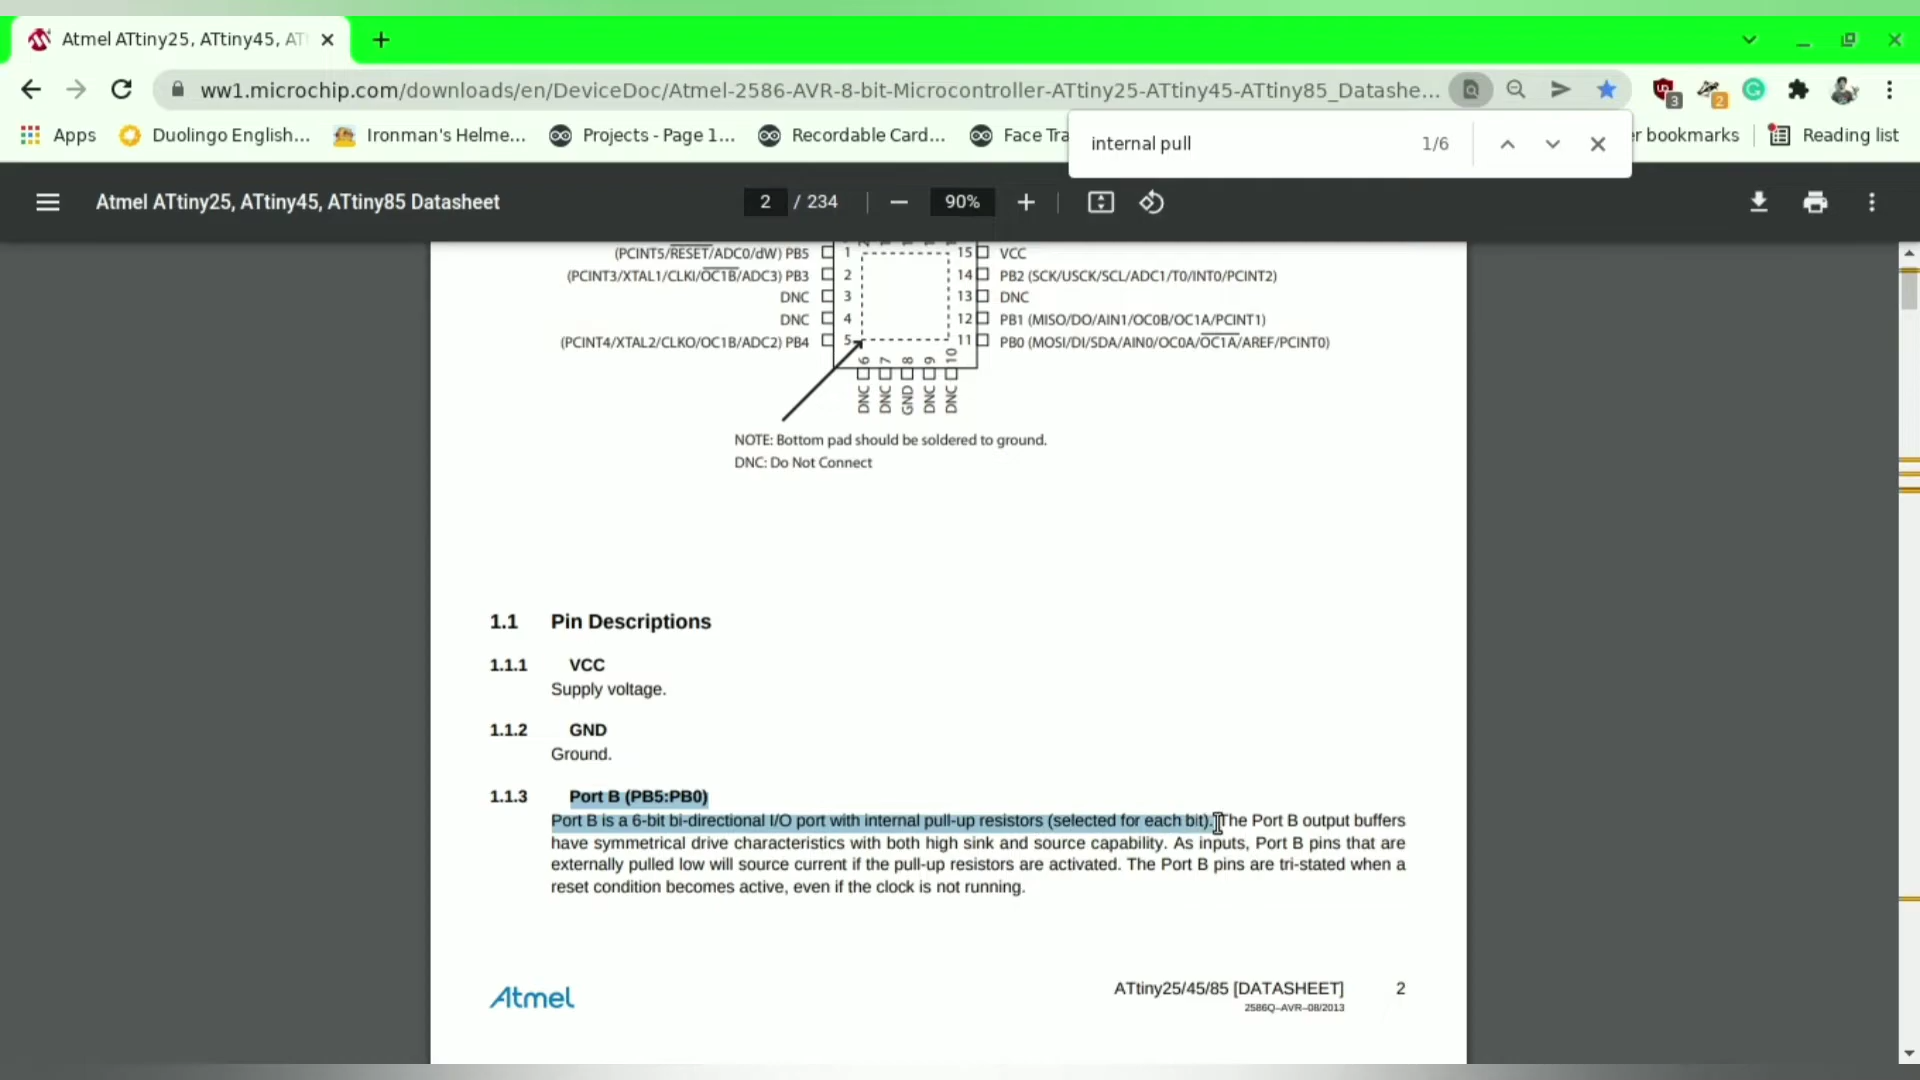 Atmel ATtiny25, ATtiny45, AT
ww1.microchip.com/downloads/en/DeviceDoc/Atmel-2586-AVR-8-bit-Microcontroller-ATtiny25-ATtiny45-ATtiny85_Datashe...
3
2
Apps
Duolingo English...
Ironman's Helme...
Projects - Page 1...
Recordable Card...
Face Tra
internal pull
1/6
r bookmarks
Reading list
Atmel ATtiny25, ATtiny45, ATtiny85 Datasheet
2 / 234
90%
(PCINT5/RESET/ADC0/dW) PB5 1 15 VCC
(PCINT3/XTAL1/CLKI/OC1B/ADC3) PB3 2 14 PB2 (SCK/USCK/SCL/ADC1/T0/INT0/PCINT2)
DNC 3 13 DNC
DNC 4 12 PB1 (MISO/DO/AIN1/OC0B/OC1A/PCINT1)
(PCINT4/XTAL2/CLKO/OC1B/ADC2) PB4 5 11 PB0 (MOSI/DI/SDA/AIN0/OC0A/OC1A/AREF/PCINT0)
6 7 8 9 10
DNC DNC GND DNC DNC
NOTE: Bottom pad should be soldered to ground.
DNC: Do Not Connect
1.1 Pin Descriptions
1.1.1 VCC
Supply voltage.
1.1.2 GND
Ground.
1.1.3 Port B (PB5:PB0)
Port B is a 6-bit bi-directional I/O port with internal pull-up resistors (selected for each bit). The Port B output buffers
have symmetrical drive characteristics with both high sink and source capability. As inputs, Port B pins that are
externally pulled low will source current if the pull-up resistors are activated. The Port B pins are tri-stated when a
reset condition becomes active, even if the clock is not running.
Atmel
ATtiny25/45/85 [DATASHEET] 2
2586Q–AVR–08/2013